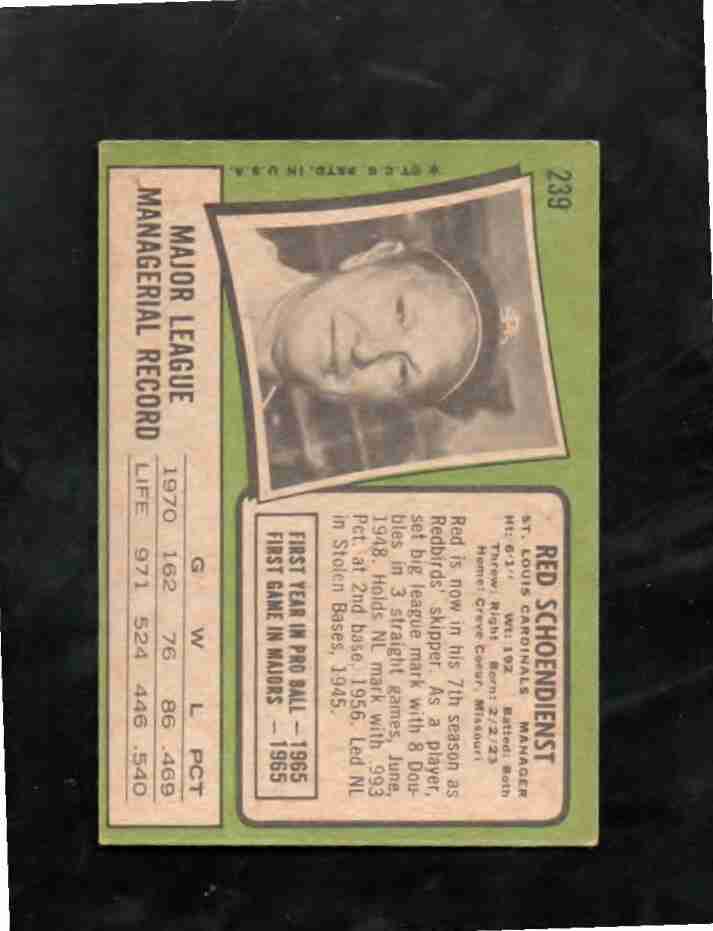 239
RED SCHOENDIENST
ST. LOUIS CARDINALS MANAGER
Ht: 6'1" Wt: 192 Batted: Both
Threw: Right Born: 2/2/23
Home: Creve Coeur, Missouri
Red is now in his 7th season as
Redbirds' skipper. As a player,
set big league mark with 8 Dou-
bles in 3 straight games, June,
1948. Holds NL mark with .993
Pct. at 2nd base, 1956. Led NL
in Stolen Bases, 1945.
FIRST YEAR IN PRO BALL — 1965
FIRST GAME IN MAJORS — 1965
© T.C.G. PRTD. IN U.S.A.
MAJOR LEAGUE
MANAGERIAL RECORD
G W L PCT
1970 162 76 86 .469
LIFE 971 524 446 .540